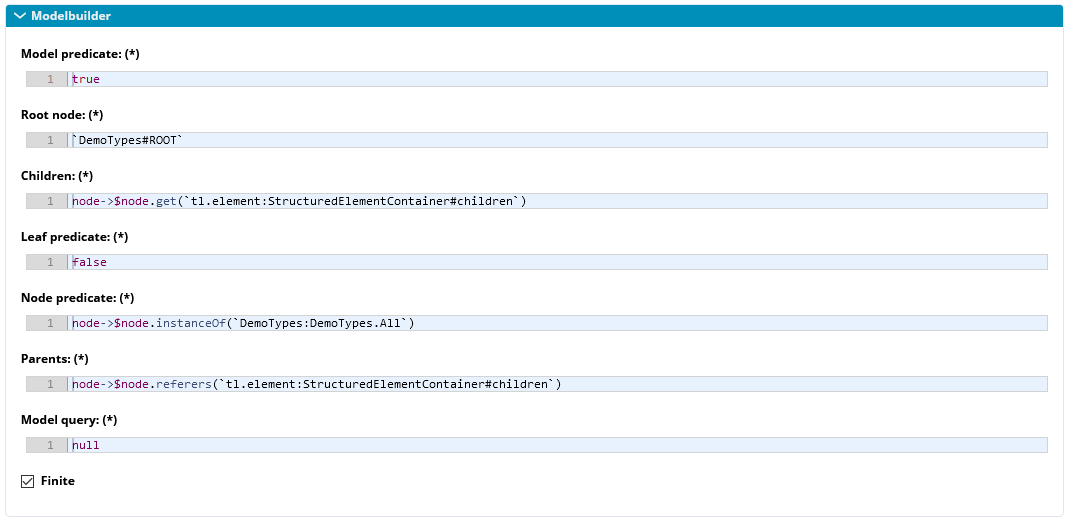 Modelbuilder
Model predicate: (*)
1 true
Root node: (*)
1 `DemoTypes#ROOT`
Children: (*)
1 node->$node.get(`tl.element:StructuredElementContainer#children`)
Leaf predicate: (*)
1 false
Node predicate: (*)
1 node->$node.instanceOf(`DemoTypes:DemoTypes.All`)
Parents: (*)
1 node->$node.referers(`tl.element:StructuredElementContainer#children`)
Model query: (*)
1 null
Finite